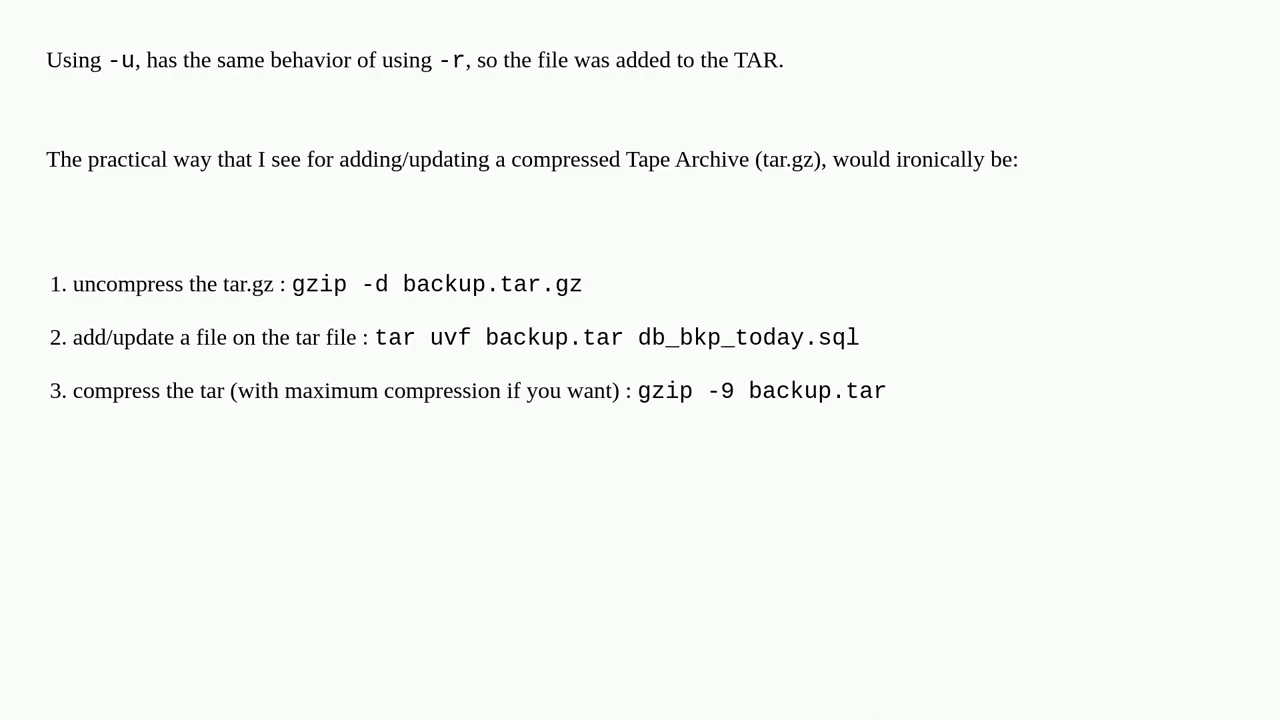 Using -u, has the same behavior of using -r, so the file was added to the TAR.
The practical way that I see for adding/updating a compressed Tape Archive (tar.gz), would ironically be:
1. uncompress the tar.gz : gzip -d backup.tar.gz
2. add/update a file on the tar file : tar uvf backup.tar db_bkp_today.sql
3. compress the tar (with maximum compression if you want) : gzip -9 backup.tar